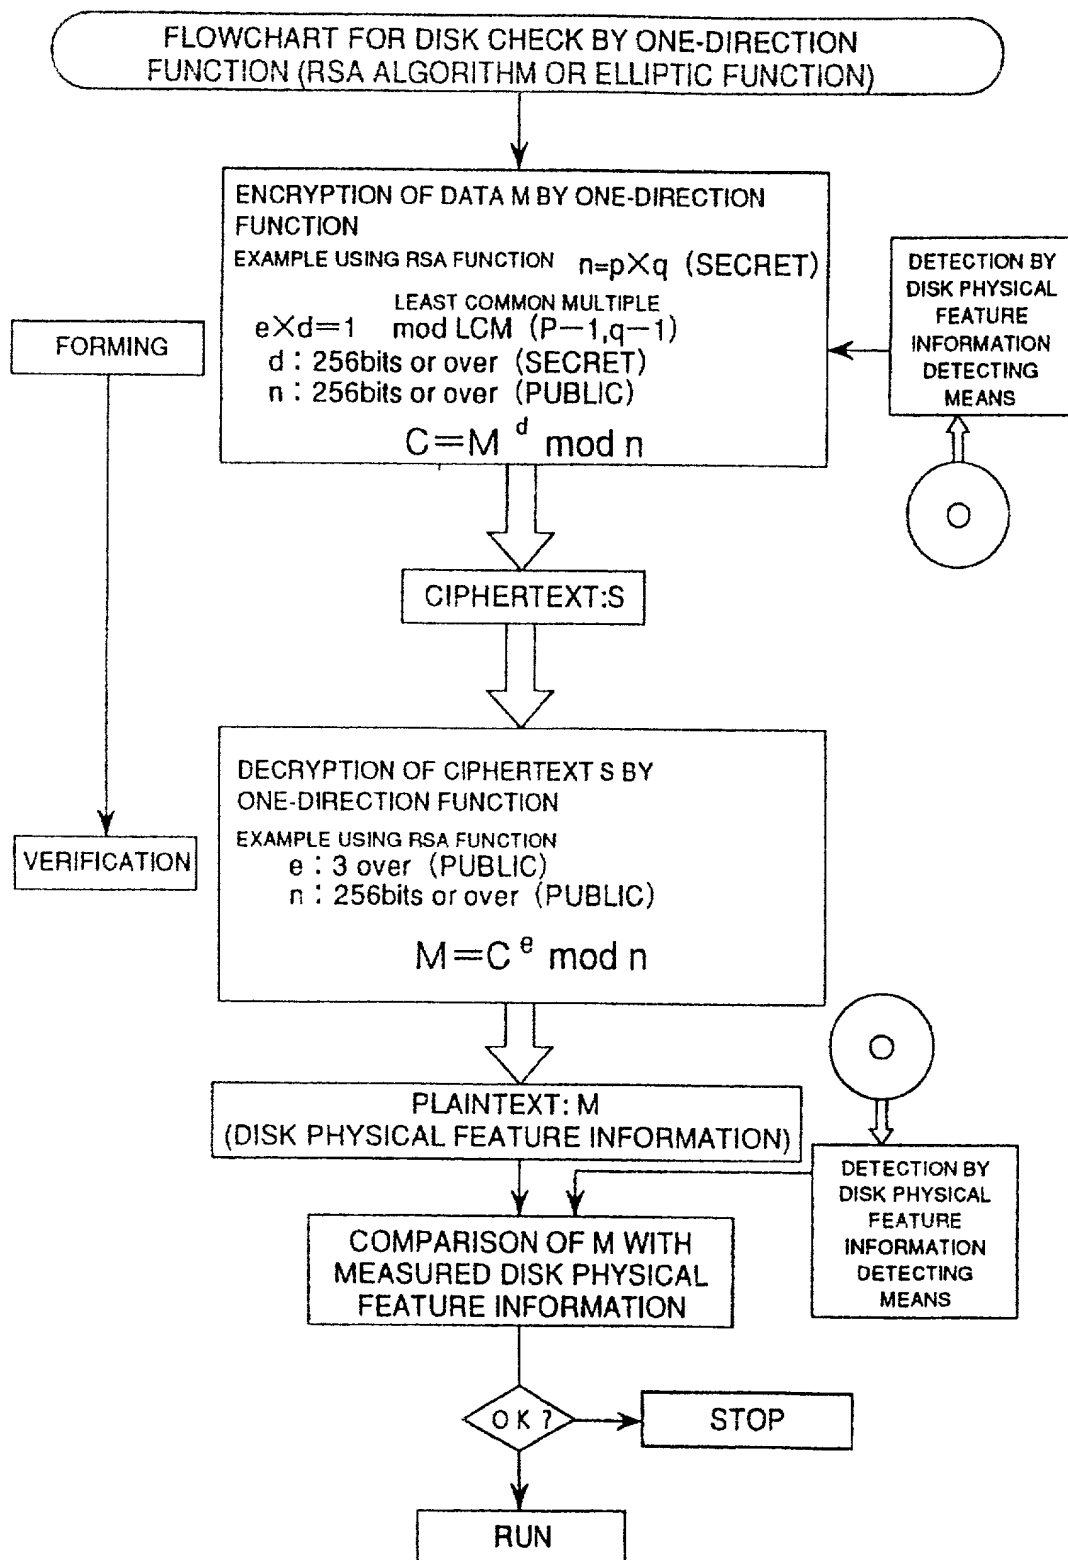 FLOWCHART FOR DISK CHECK BY ONE-DIRECTION
FUNCTION (RSA ALGORITHM OR ELLIPTIC FUNCTION)
ENCRYPTION OF DATA M BY ONE-DIRECTION
FUNCTION
EXAMPLE USING RSA FUNCTION n=p×q (SECRET)
LEAST COMMON MULTIPLE
e×d=1 mod LCM (P-1,q-1)
d : 256bits or over (SECRET)
n : 256bits or over (PUBLIC)
C=M^d mod n
DETECTION BY
DISK PHYSICAL
FEATURE
INFORMATION
DETECTING
MEANS
FORMING
CIPHERTEXT:S
DECRYPTION OF CIPHERTEXT S BY
ONE-DIRECTION FUNCTION
EXAMPLE USING RSA FUNCTION
e : 3 over (PUBLIC)
n : 256bits or over (PUBLIC)
M=C^e mod n
VERIFICATION
PLAINTEXT: M
(DISK PHYSICAL FEATURE INFORMATION)
DETECTION BY
DISK PHYSICAL
FEATURE
INFORMATION
DETECTING
MEANS
COMPARISON OF M WITH
MEASURED DISK PHYSICAL
FEATURE INFORMATION
OK?
STOP
RUN